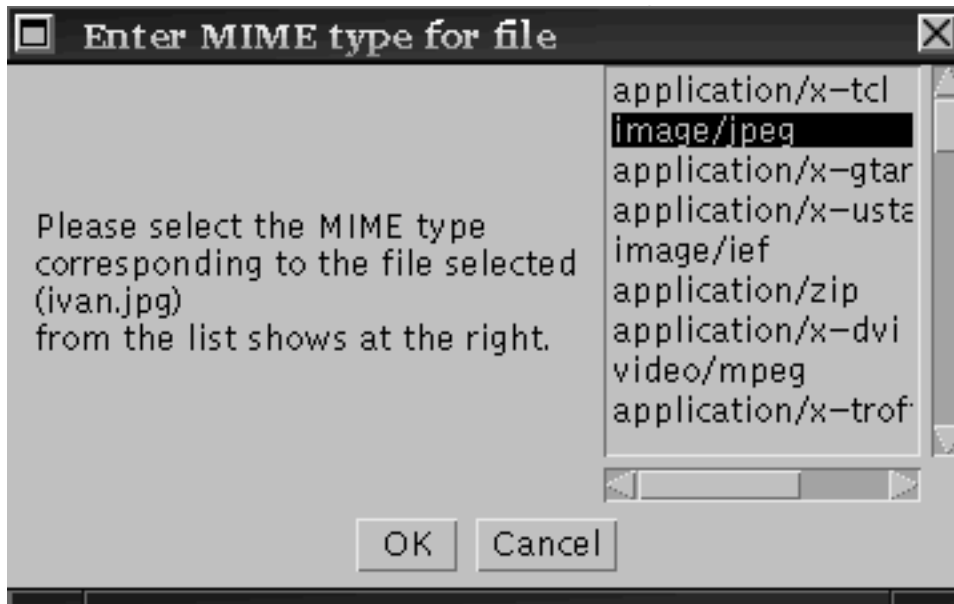 Enter MIME type for file
Please select the MIME type
corresponding to the file selected
(ivan.jpg)
from the list shows at the right.
application/x-tcl
image/jpeg
application/x-gtar
application/x-usta
image/ief
application/zip
application/x-dvi
video/mpeg
application/x-trof
OK
Cancel